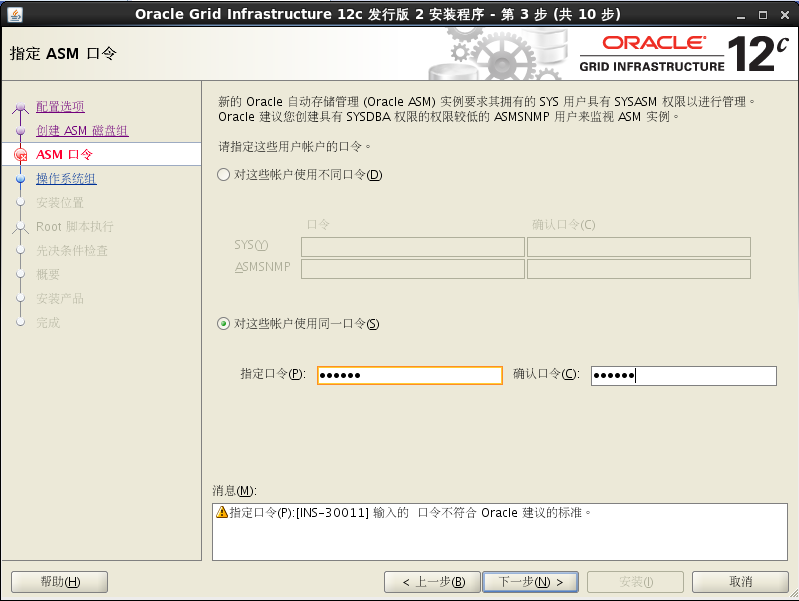 Oracle Grid Infrastructure 12c 发行版 2 安装程序 - 第 3 步 (共 10 步)
指定 ASM 口令
ORACLE®
GRID INFRASTRUCTURE
12c
配置选项
创建 ASM 磁盘组
ASM 口令
操作系统组
安装位置
Root 脚本执行
先决条件检查
概要
安装产品
完成
新的 Oracle 自动存储管理 (Oracle ASM) 实例要求其拥有的 SYS 用户具有 SYSASM 权限以进行管理。
Oracle 建议您创建具有 SYSDBA 权限的权限较低的 ASMSNMP 用户来监视 ASM 实例。
请指定这些用户帐户的口令。
对这些帐户使用不同口令(D)
口令 确认口令(C)
SYS(Y)
ASMSNMP
对这些帐户使用同一口令(S)
指定口令(P): ●●●●●● 确认口令(C): ●●●●●●
消息(M):
指定口令(P):[INS-30011] 输入的 口令不符合 Oracle 建议的标准。
帮助(H) < 上一步(B) 下一步(N) > 安装(I) 取消